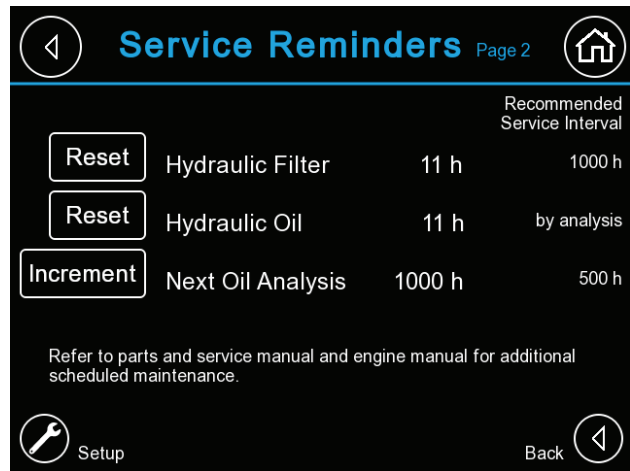 Service Reminders Page 2
Recommended
Service Interval
Reset Hydraulic Filter 11 h 1000 h
Reset Hydraulic Oil 11 h by analysis
Increment Next Oil Analysis 1000 h 500 h
Refer to parts and service manual and engine manual for additional
scheduled maintenance.
Setup Back